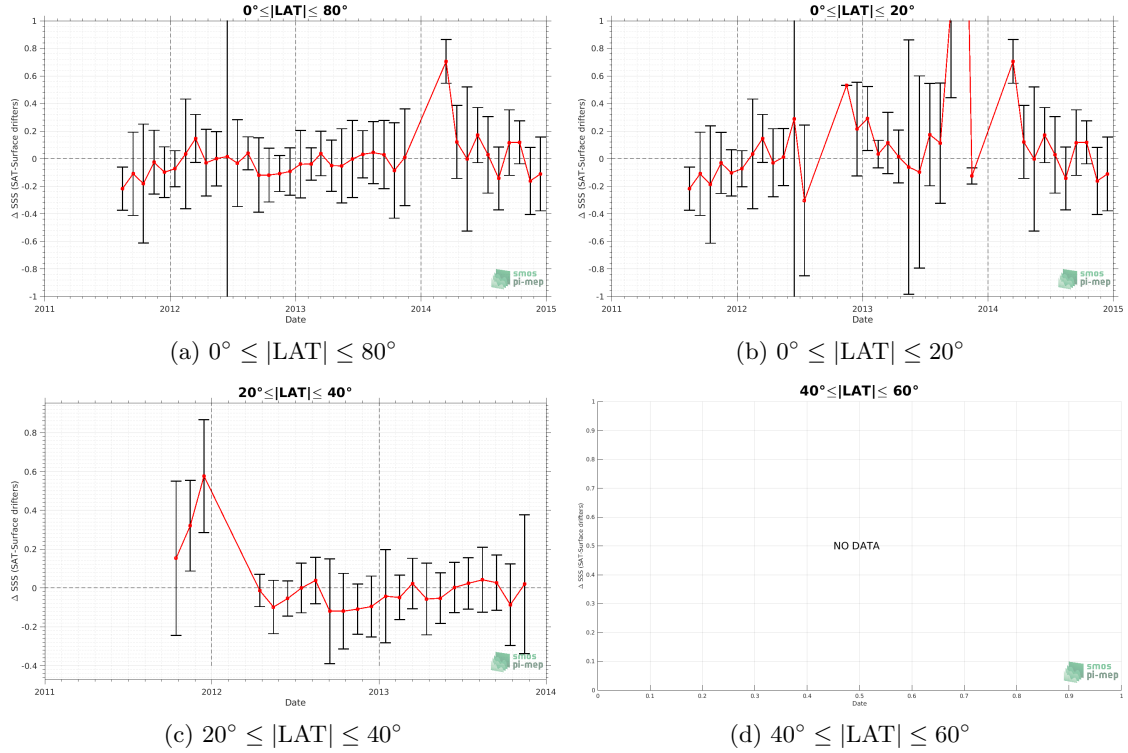 0°≤|LAT|≤ 80°
Δ SSS (SAT-Surface drifters)
1
0.8
0.6
0.4
0.2
0
-0.2
-0.4
-0.6
-0.8
-1
2011
2012
2013
2014
2015
Date
smos
pi-mep
(a) 0° ≤ |LAT| ≤ 80°
0°≤|LAT|≤ 20°
Δ SSS (SAT-Surface drifters)
1
0.8
0.6
0.4
0.2
0
-0.2
-0.4
-0.6
-0.8
-1
2011
2012
2013
2014
2015
Date
smos
pi-mep
(b) 0° ≤ |LAT| ≤ 20°
20°≤|LAT|≤ 40°
Δ SSS (SAT-Surface drifters)
0.8
0.6
0.4
0.2
0
-0.2
-0.4
2011
2012
2013
2014
Date
smos
pi-mep
(c) 20° ≤ |LAT| ≤ 40°
40°≤|LAT|≤ 60°
Δ SSS (SAT-Surface drifters)
1
0.9
0.8
0.7
0.6
0.5
0.4
0.3
0.2
0.1
0
NO DATA
0
0.1
0.2
0.3
0.4
0.5
0.6
0.7
0.8
0.9
1
Date
smos
pi-mep
(d) 40° ≤ |LAT| ≤ 60°